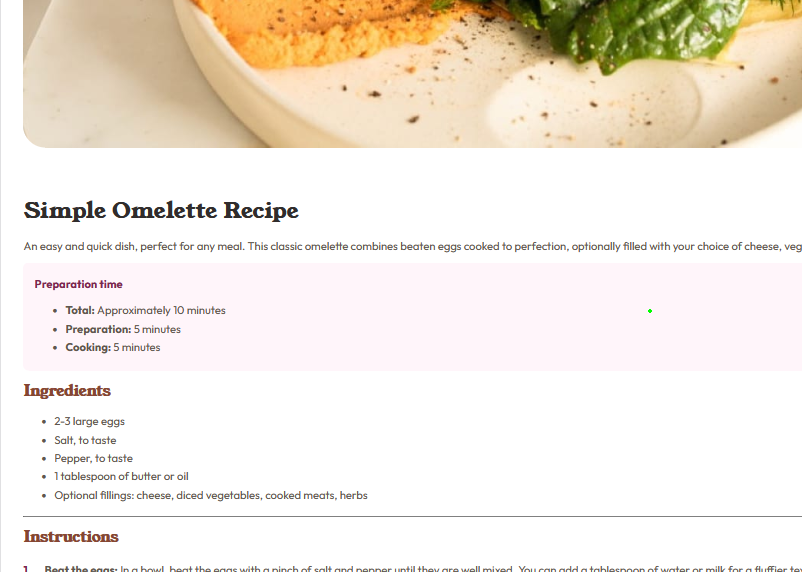 Simple Omelette Recipe
An easy and quick dish, perfect for any meal. This classic omelette combines beaten eggs cooked to perfection, optionally filled with your choice of cheese, veg
Preparation time
• Total: Approximately 10 minutes
• Preparation: 5 minutes
• Cooking: 5 minutes
Ingredients
• 2-3 large eggs
• Salt, to taste
• Pepper, to taste
• 1 tablespoon of butter or oil
• Optional fillings: cheese, diced vegetables, cooked meats, herbs
Instructions
1 Beat the eggs: In a bowl, beat the eggs with a pinch of salt and pepper until they are well mixed. You can add a tablespoon of water or milk for a fluffier te